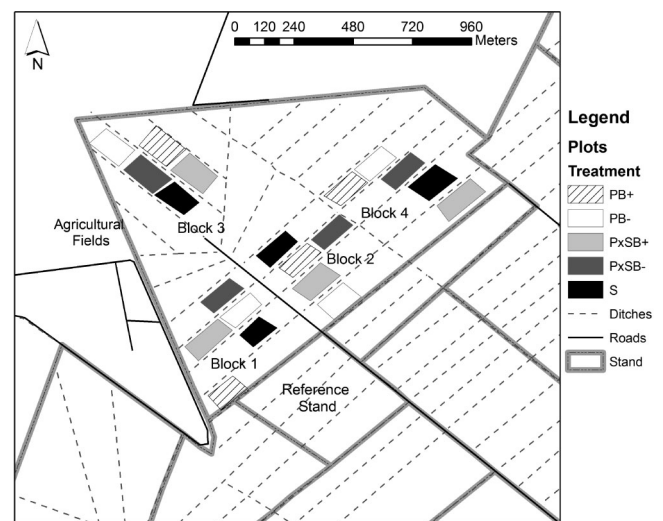 N
0 120 240 480 720 960
Meters
Agricultural
Fields
Block 3
Block 4
Block 2
Block 1
Reference
Stand
Legend
Plots
Treatment
PB+
PB-
PxSB+
PxSB-
S
Ditches
Roads
Stand